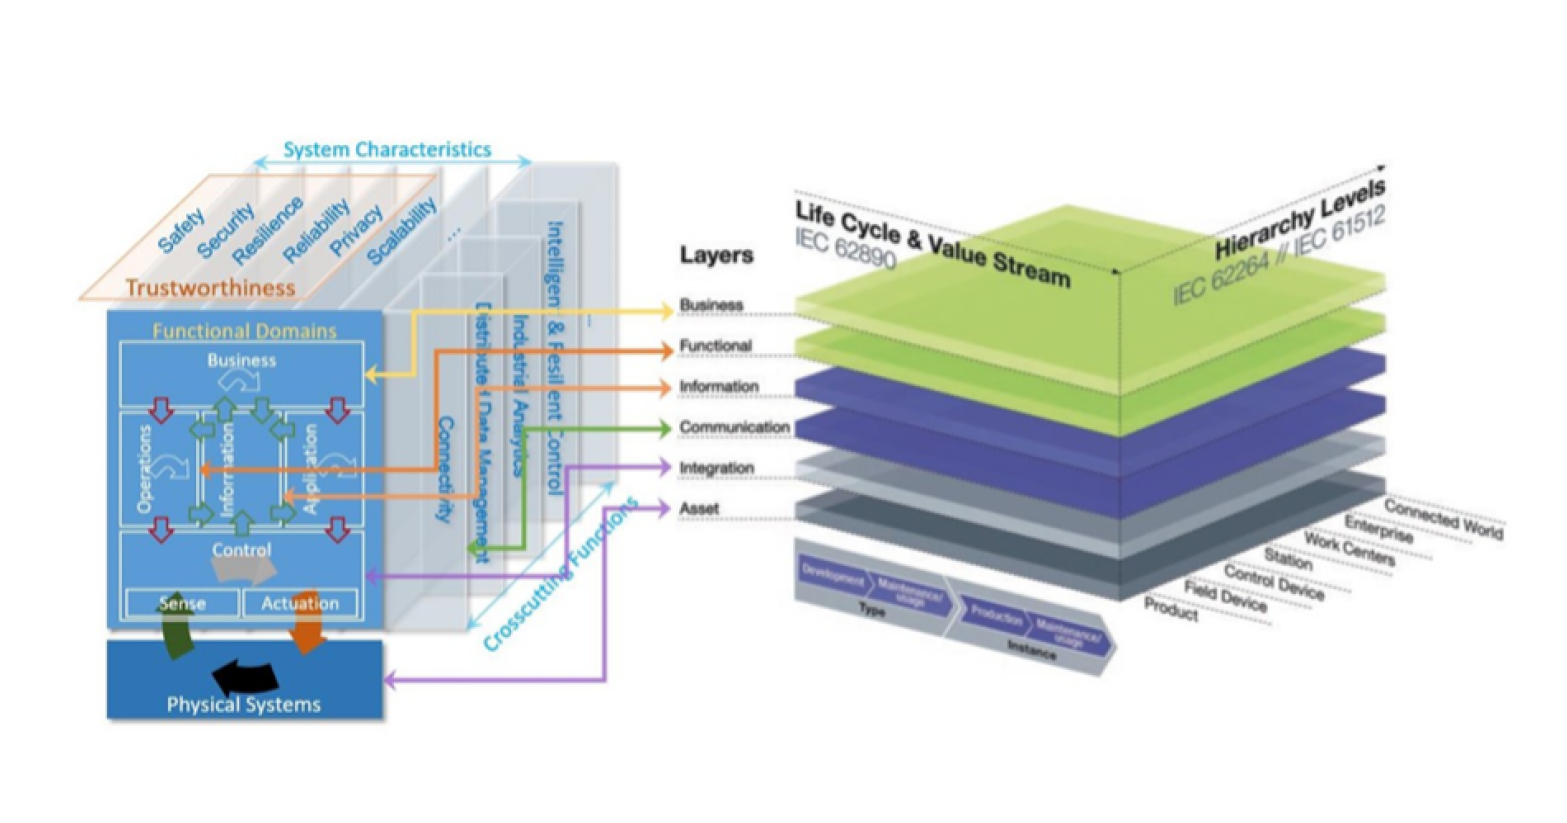 System Characteristics
Safety
Security
Resilience
Reliability
Privacy
Scalability
...
Trustworthiness
Functional Domains
Business
Operations
Information
Application
Control
Sense
Actuation
Physical Systems
Connectivity
Distributed Data Management
Industrial Analytics
Intelligent & Resilient Control
...
Crosscutting Functions
Layers
Business
Functional
Information
Communication
Integration
Asset
Life Cycle & Value Stream
IEC 62890
Hierarchy Levels
IEC 62264 // IEC 61512
Connected World
Enterprise
Work Centers
Station
Control Device
Field Device
Product
Development
Maintenance/
usage
Type
Production
Maintenance/
usage
Instance